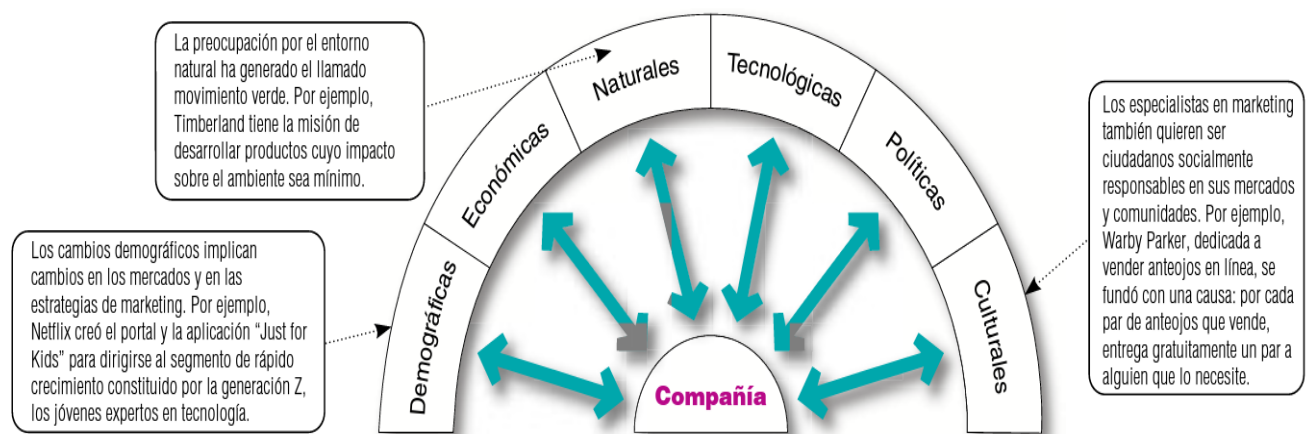 La preocupación por el entorno
natural ha generado el llamado
movimiento verde. Por ejemplo,
Timberland tiene la misión de
desarrollar productos cuyo impacto
sobre el ambiente sea mínimo.
Los cambios demográficos implican
cambios en los mercados y en las
estrategias de marketing. Por ejemplo,
Netflix creó el portal y la aplicación “Just for
Kids” para dirigirse al segmento de rápido
crecimiento constituido por la generación Z,
los jóvenes expertos en tecnología.
Demográficas
Económicas
Naturales
Tecnológicas
Políticas
Culturales
Compañía
Los especialistas en marketing
también quieren ser
ciudadanos socialmente
responsables en sus mercados
y comunidades. Por ejemplo,
Warby Parker, dedicada a
vender anteojos en línea, se
fundó con una causa: por cada
par de anteojos que vende,
entrega gratuitamente un par a
alguien que lo necesite.